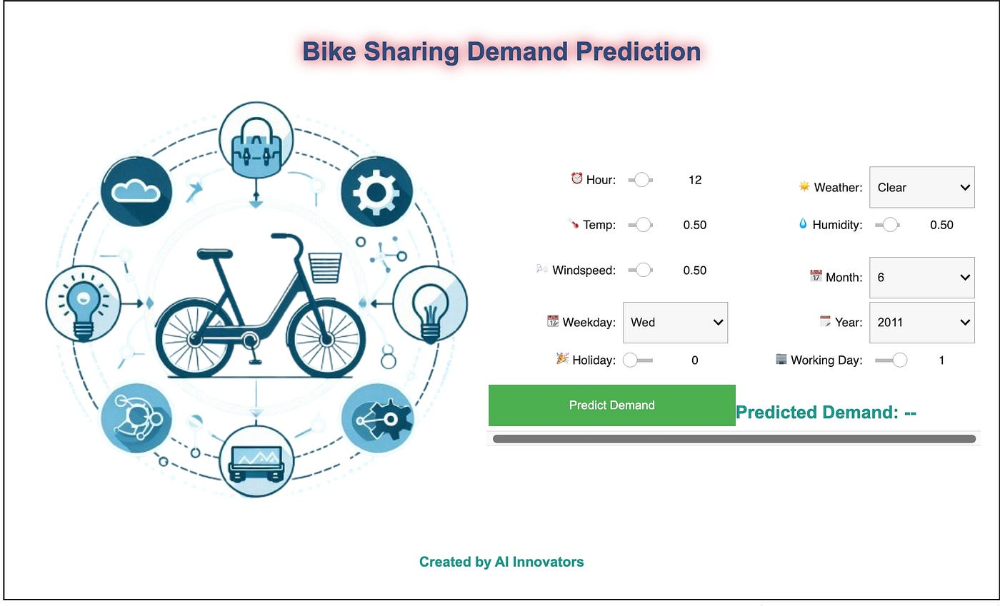 Bike Sharing Demand Prediction
Hour: 12
Weather: Clear
Temp: 0.50
Humidity: 0.50
Windspeed: 0.50
Month: 6
Weekday: Wed
Year: 2011
Holiday: 0
Working Day: 1
Predict Demand
Predicted Demand: --
Created by AI Innovators